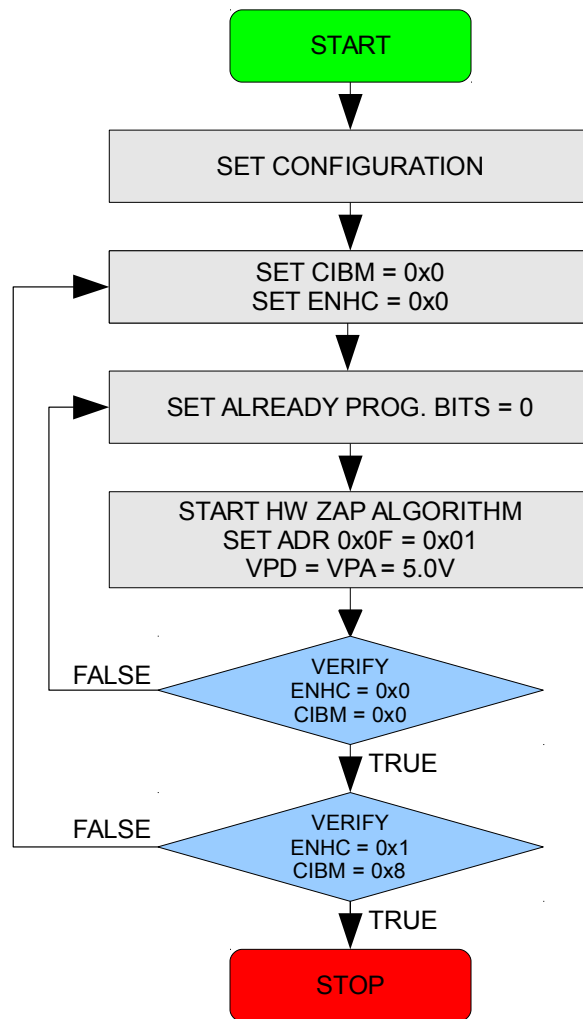 START
SET CONFIGURATION
SET CIBM = 0x0
SET ENHC = 0x0
SET ALREADY PROG. BITS = 0
START HW ZAP ALGORITHM
SET ADR 0x0F = 0x01
VPD = VPA = 5.0V
FALSE
VERIFY
ENHC = 0x0
CIBM = 0x0
TRUE
FALSE
VERIFY
ENHC = 0x1
CIBM = 0x8
TRUE
STOP